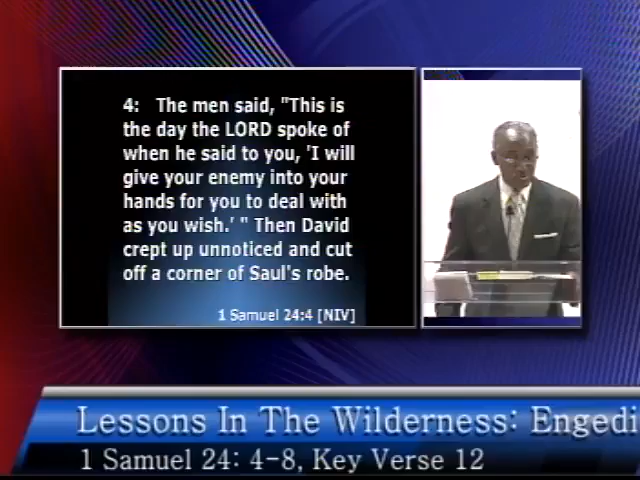 4: The men said, "This is
the day the LORD spoke of
when he said to you, 'I will
give your enemy into your
hands for you to deal with
as you wish.' " Then David
crept up unnoticed and cut
off a corner of Saul's robe.
1 Samuel 24:4 [NIV]
Lessons In The Wilderness: Engedi
1 Samuel 24: 4-8, Key Verse 12